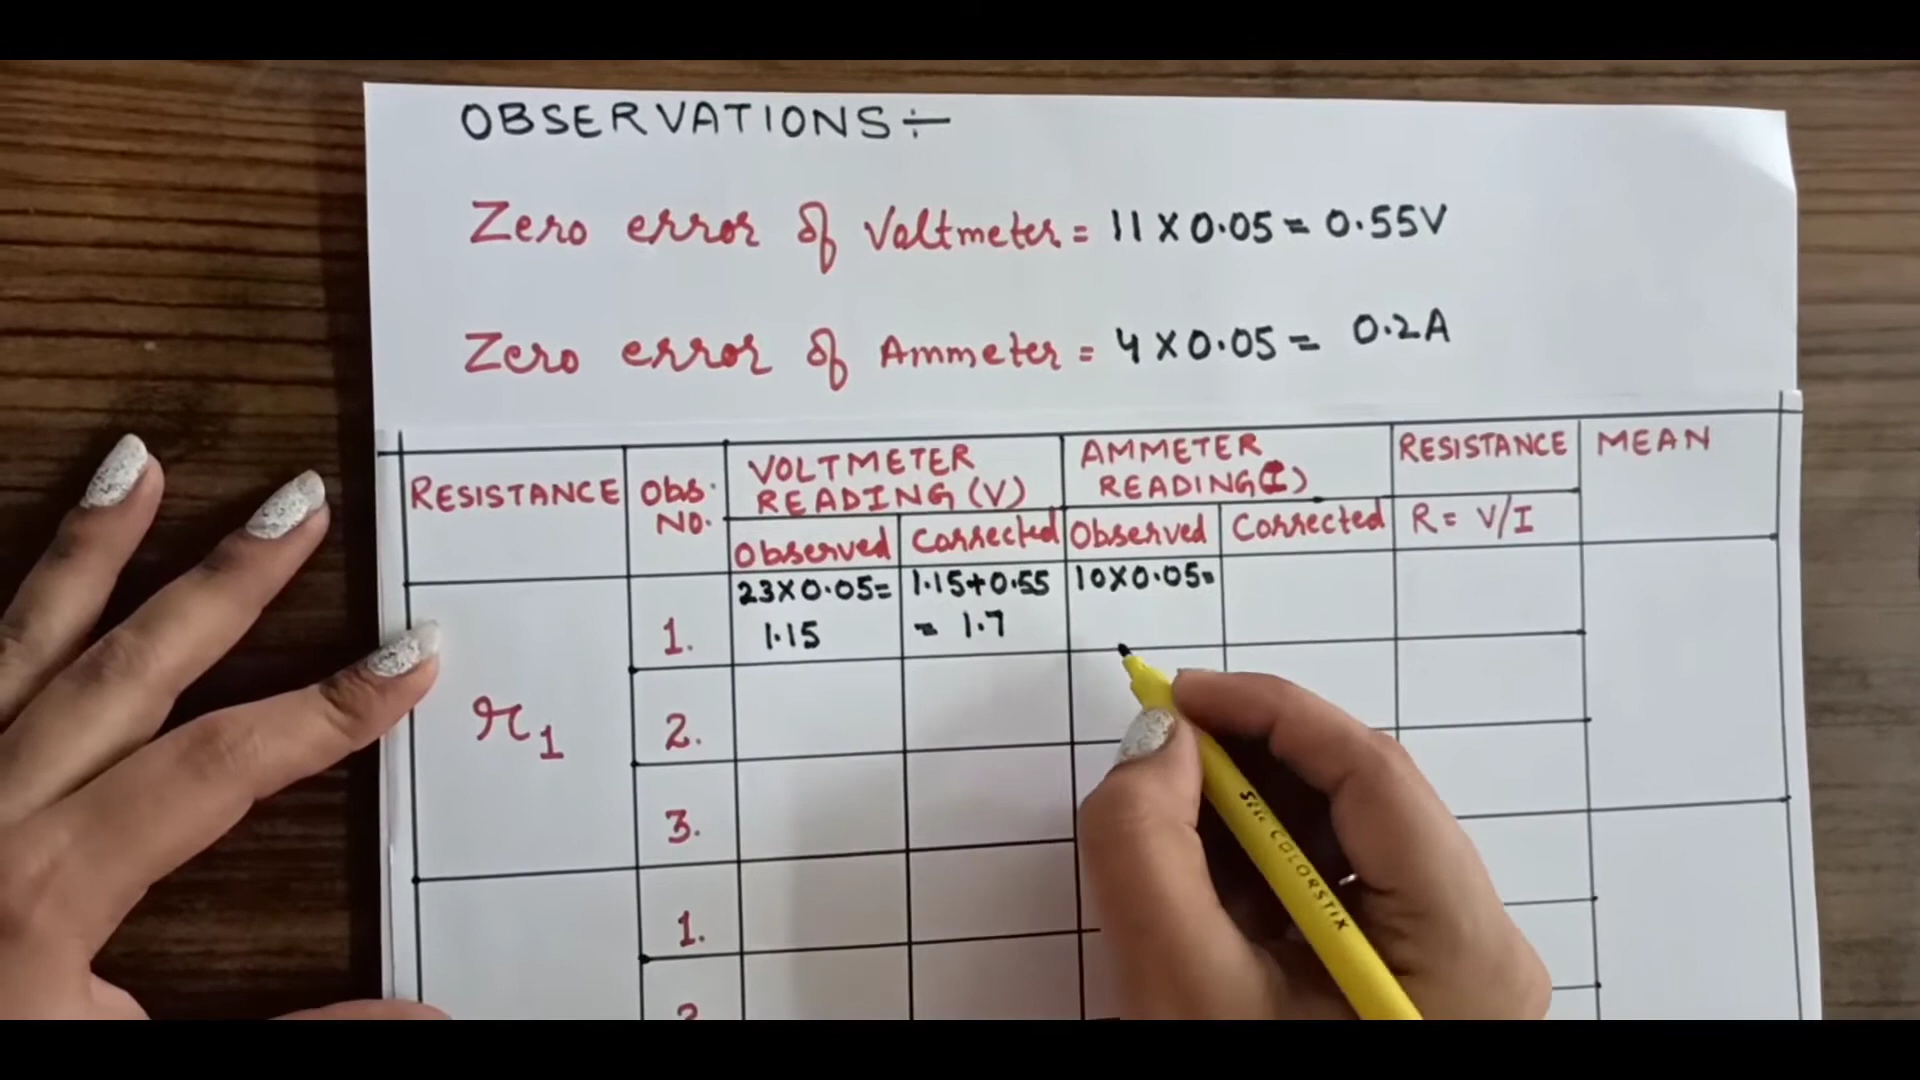 OBSERVATIONS ÷
Zero error of Voltmeter = 11 X 0.05 = 0.55V
Zero error of Ammeter = 4 X 0.05 = 0.2A
RESISTANCE
Obs.
NO.
VOLTMETER
READING (V)
AMMETER
READING (I)
RESISTANCE
MEAN
Observed
Corrected
Observed
Corrected
R = V/I
r1
1.
23X0.05=
1.15
1.15+0.55
= 1.7
10X0.05=
2.
3.
1.
COLORSTIX